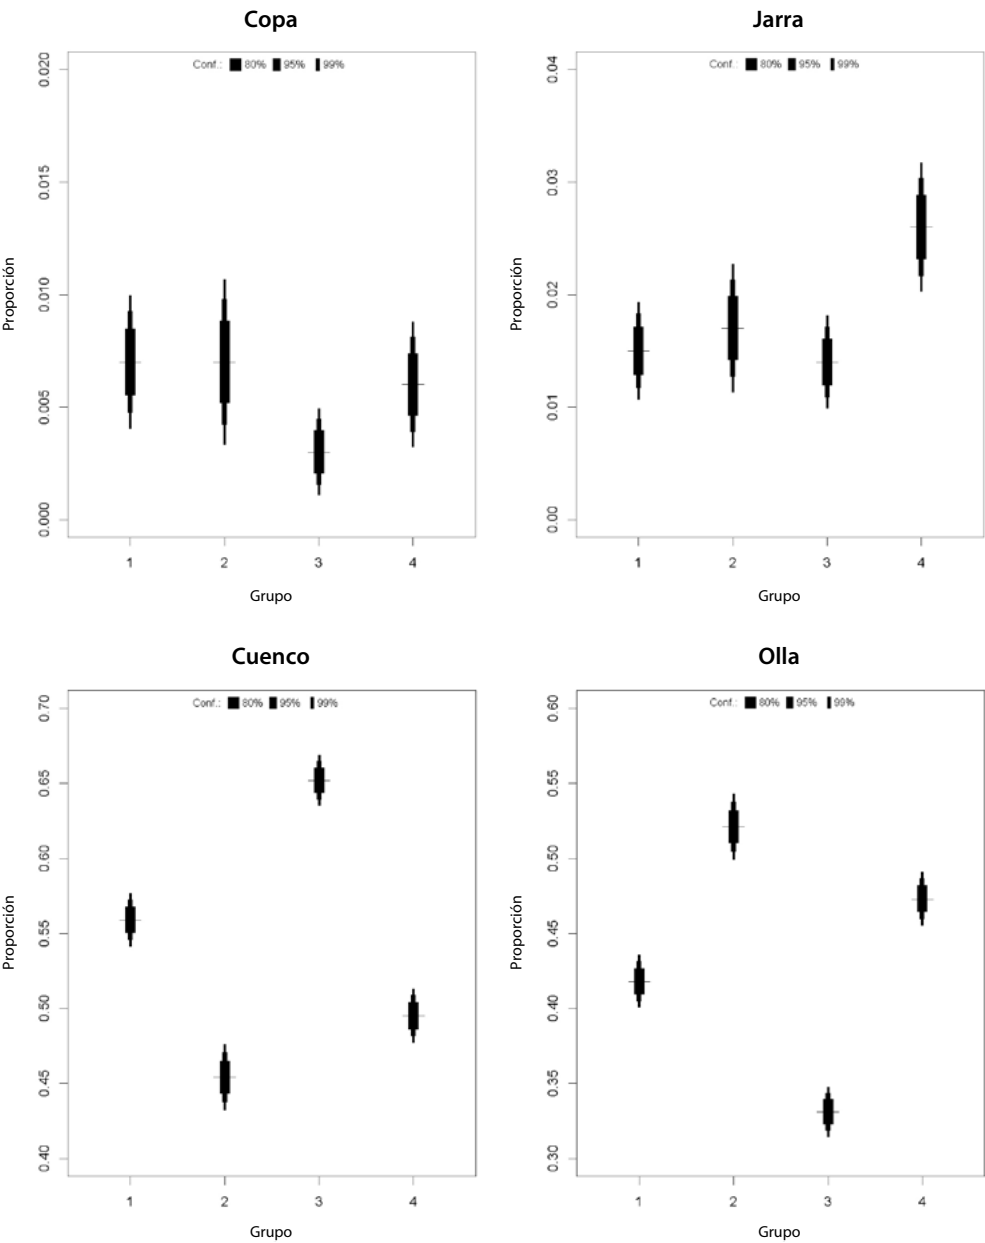 Copa
Conf.: 80% 95% 99%
0.020
0.015
0.010
0.005
0.000
Proporción
1 2 3 4
Grupo
Jarra
Conf.: 80% 95% 99%
0.04
0.03
0.02
0.01
0.00
Proporción
1 2 3 4
Grupo
Cuenco
Conf.: 80% 95% 99%
0.70
0.65
0.60
0.55
0.50
0.45
0.40
Proporción
1 2 3 4
Grupo
Olla
Conf.: 80% 95% 99%
0.60
0.55
0.50
0.45
0.40
0.35
0.30
Proporción
1 2 3 4
Grupo